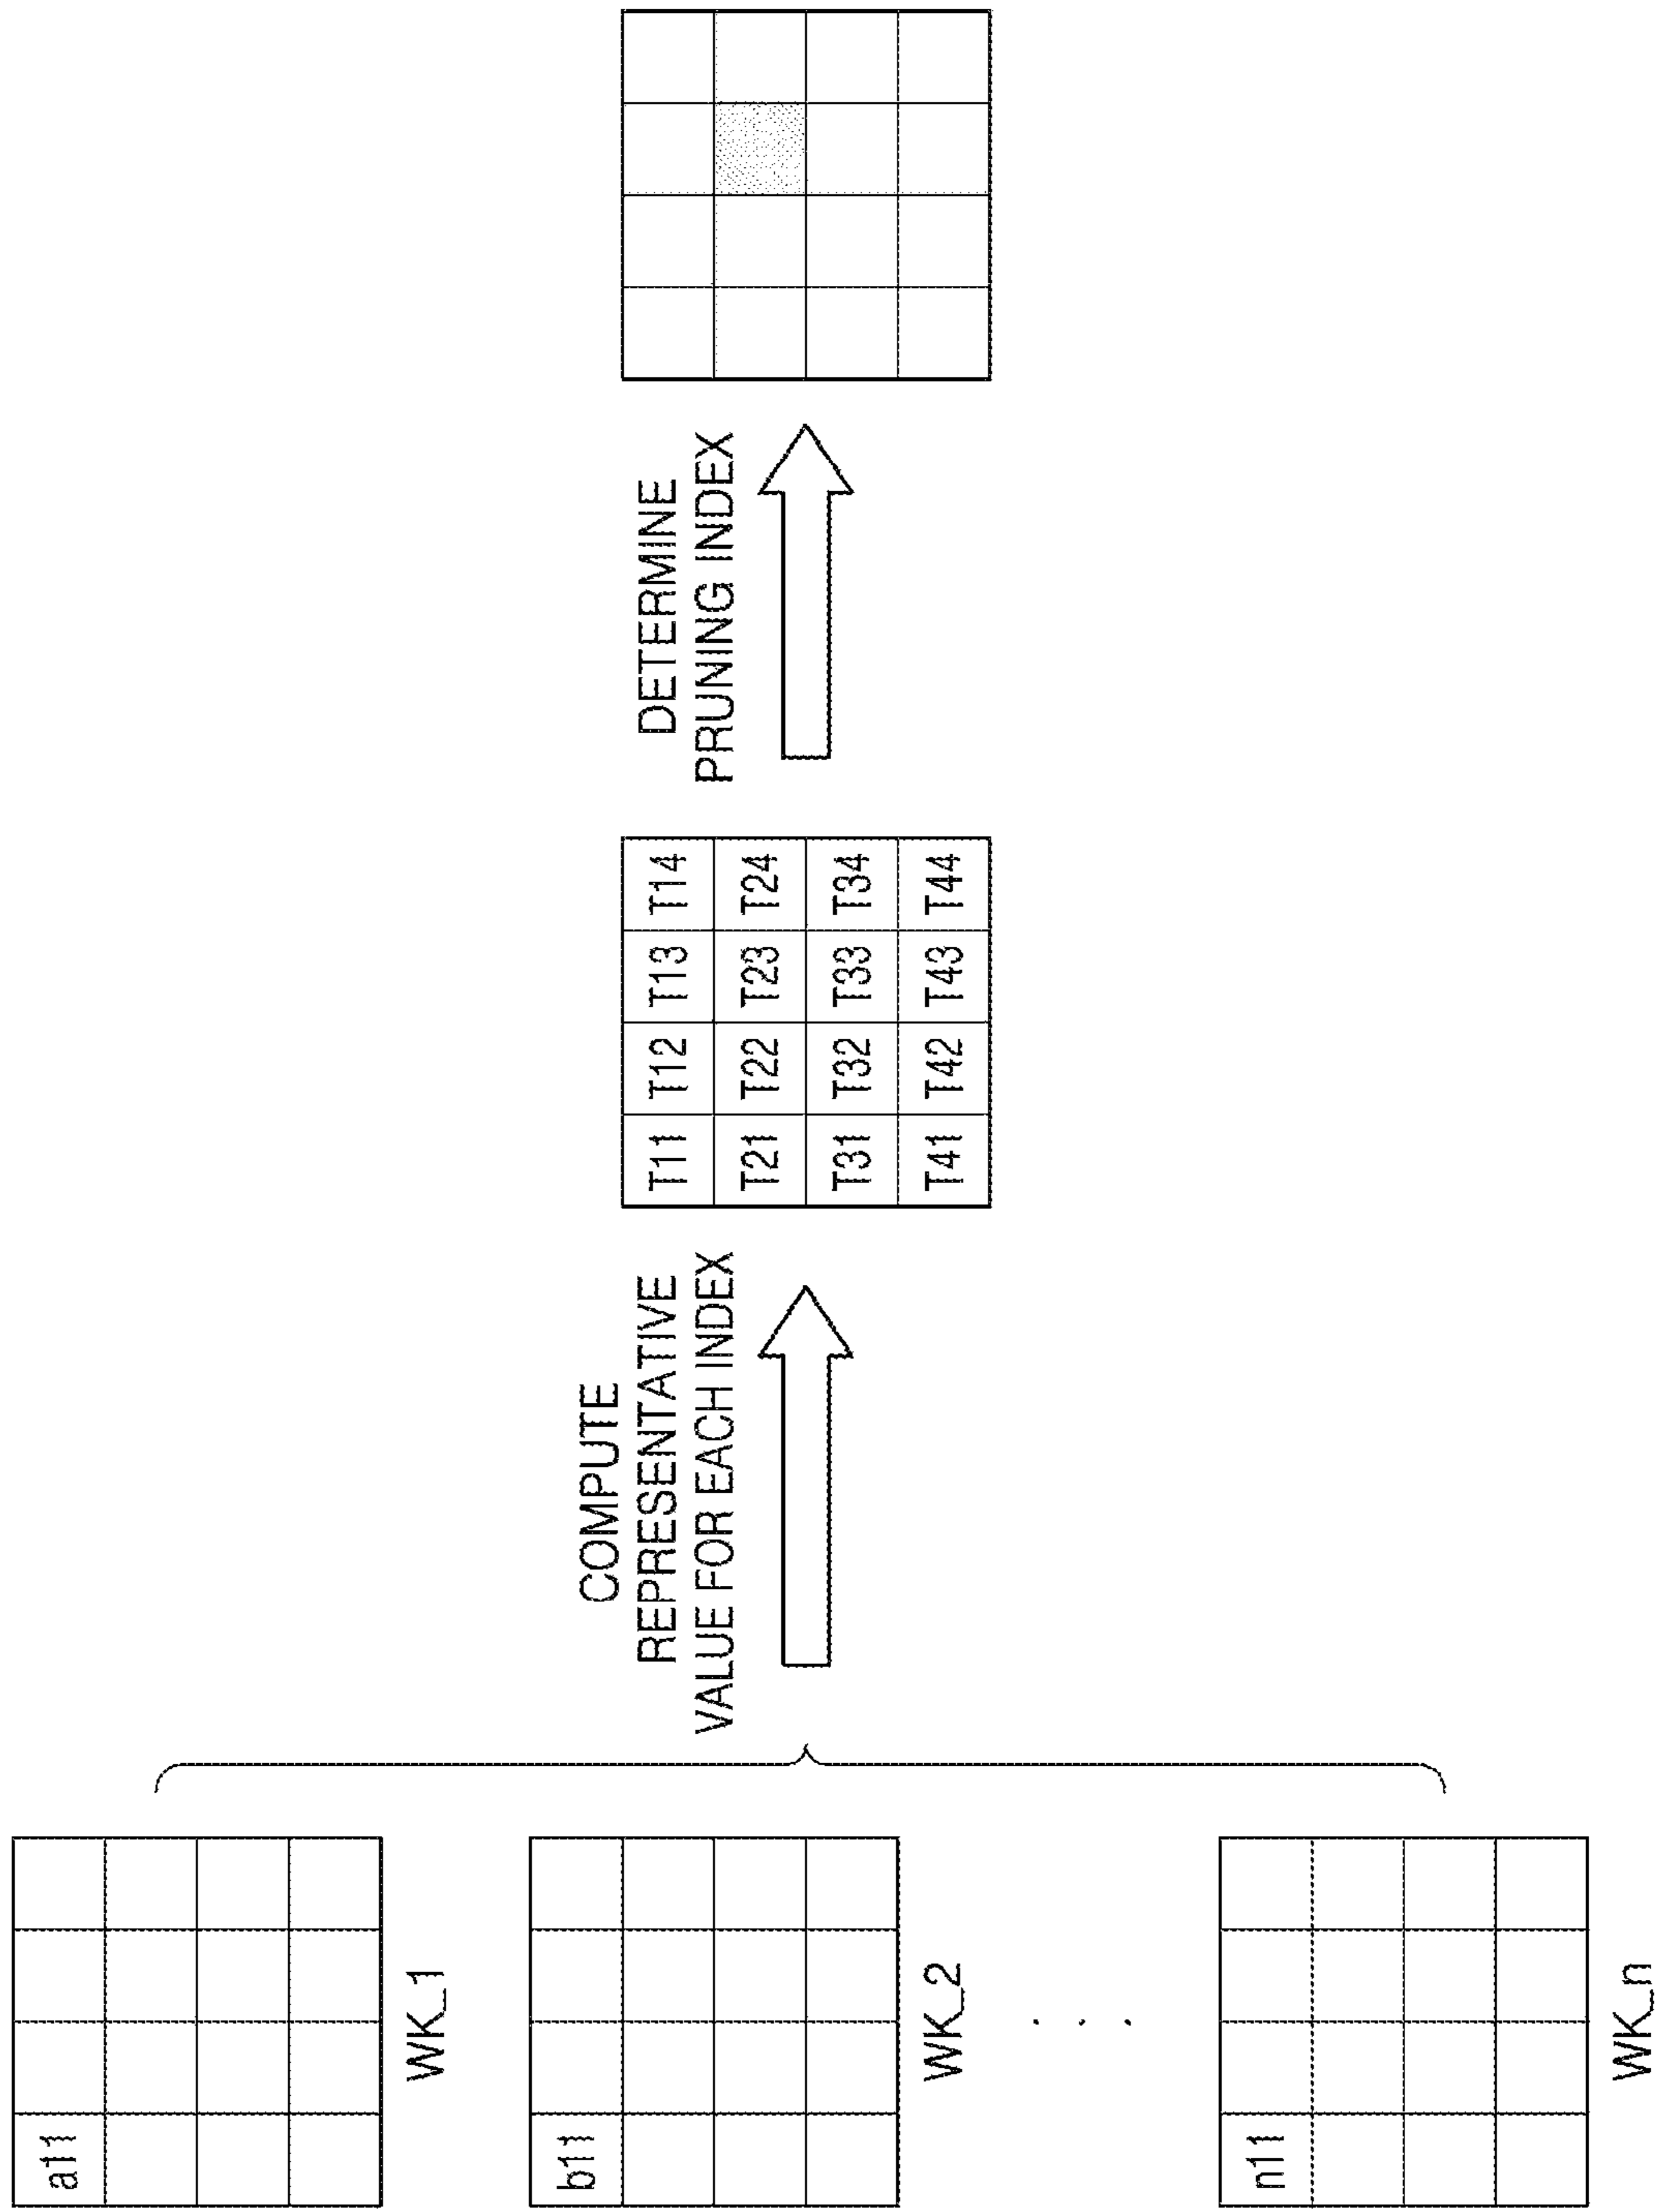 a11
WK_1
b11
WK_2
. . .
n11
WK_n
COMPUTE
REPRESENTATIVE
VALUE FOR EACH INDEX
T11 T12 T13 T14
T21 T22 T23 T24
T31 T32 T33 T34
T41 T42 T43 T44
DETERMINE
PRUNING INDEX